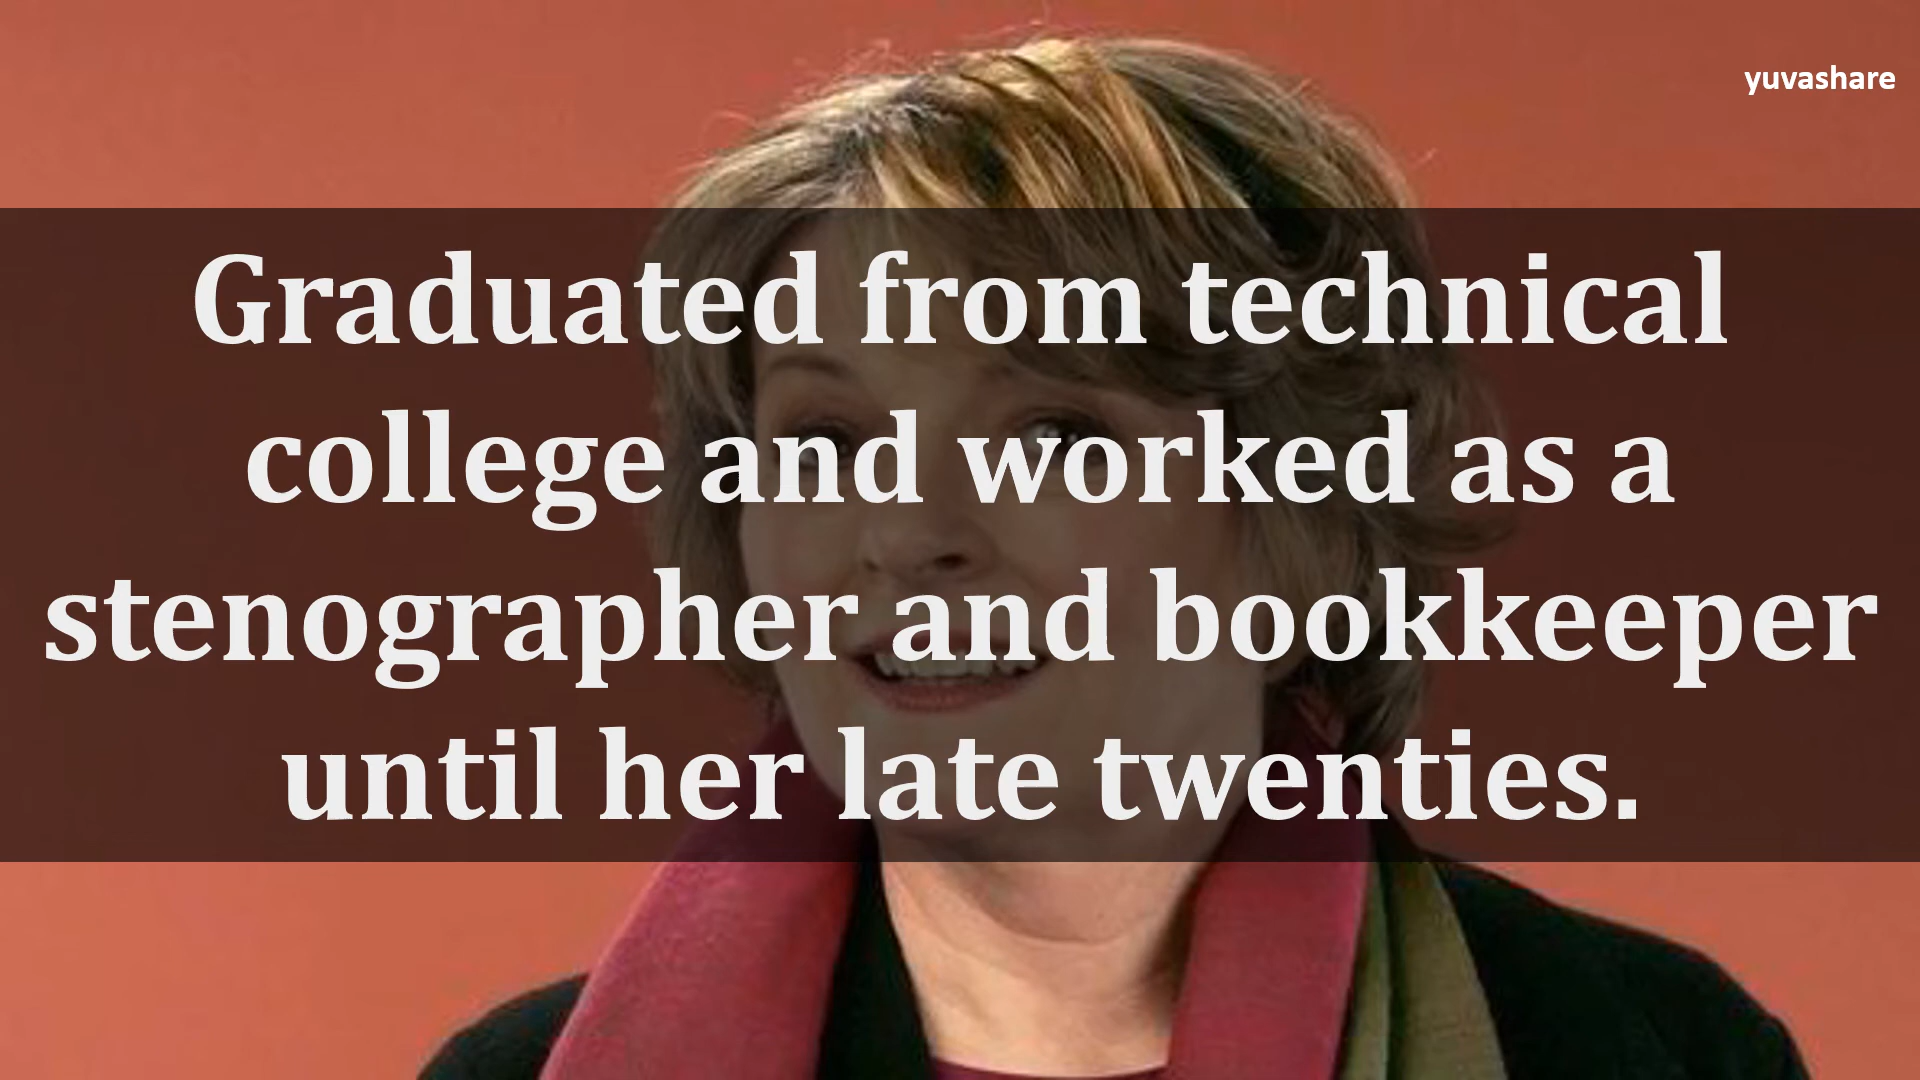 yuvashare
Graduated from technical
college and worked as a
stenographer and bookkeeper
until her late twenties.